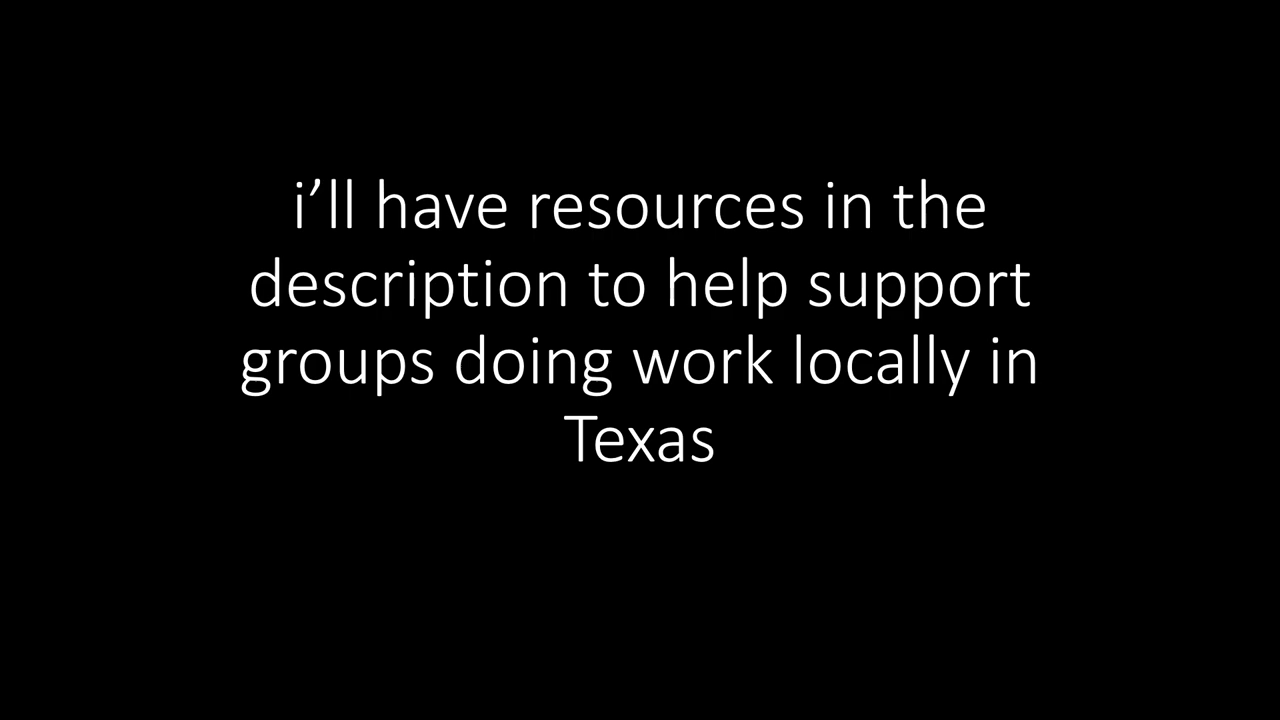 i’ll have resources in the
description to help support
groups doing work locally in
Texas